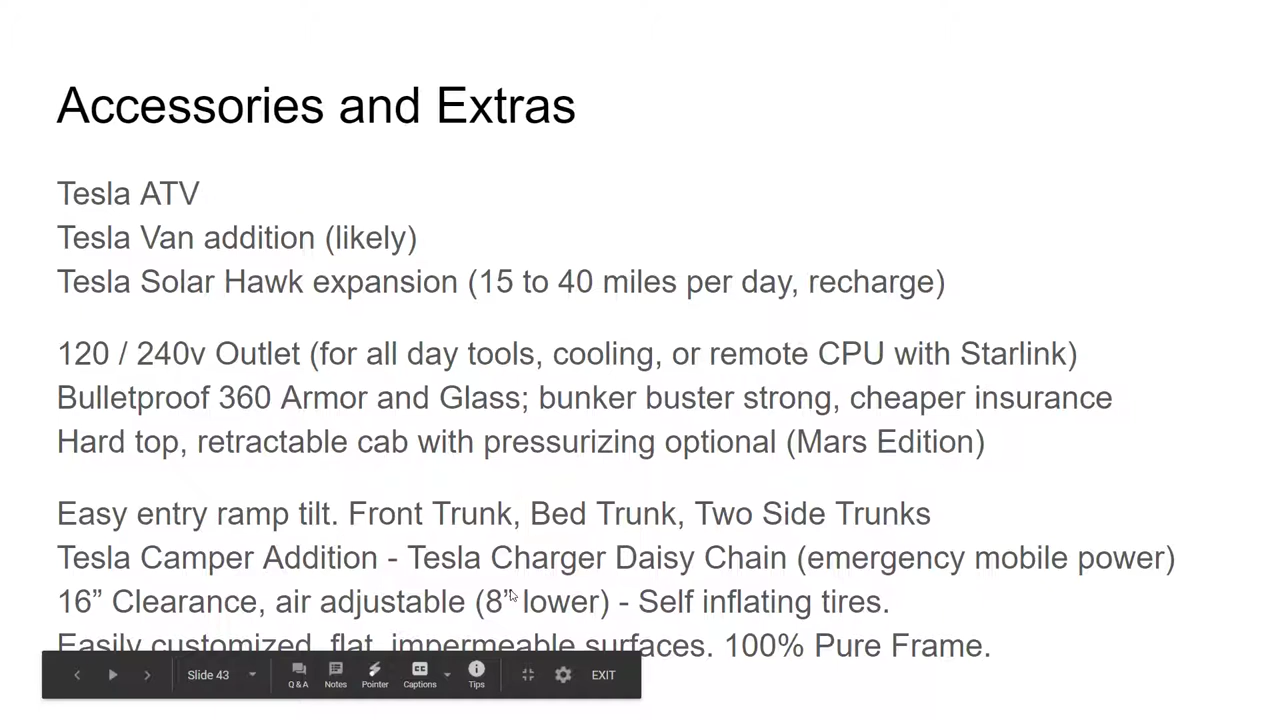 Accessories and Extras
Tesla ATV
Tesla Van addition (likely)
Tesla Solar Hawk expansion (15 to 40 miles per day, recharge)
120 / 240v Outlet (for all day tools, cooling, or remote CPU with Starlink)
Bulletproof 360 Armor and Glass; bunker buster strong, cheaper insurance
Hard top, retractable cab with pressurizing optional (Mars Edition)
Easy entry ramp tilt. Front Trunk, Bed Trunk, Two Side Trunks
Tesla Camper Addition - Tesla Charger Daisy Chain (emergency mobile power)
16” Clearance, air adjustable (8” lower) - Self inflating tires.
Easily customized, flat, impermeable surfaces. 100% Pure Frame.
Slide 43 Q & A Notes Pointer Captions Tips EXIT